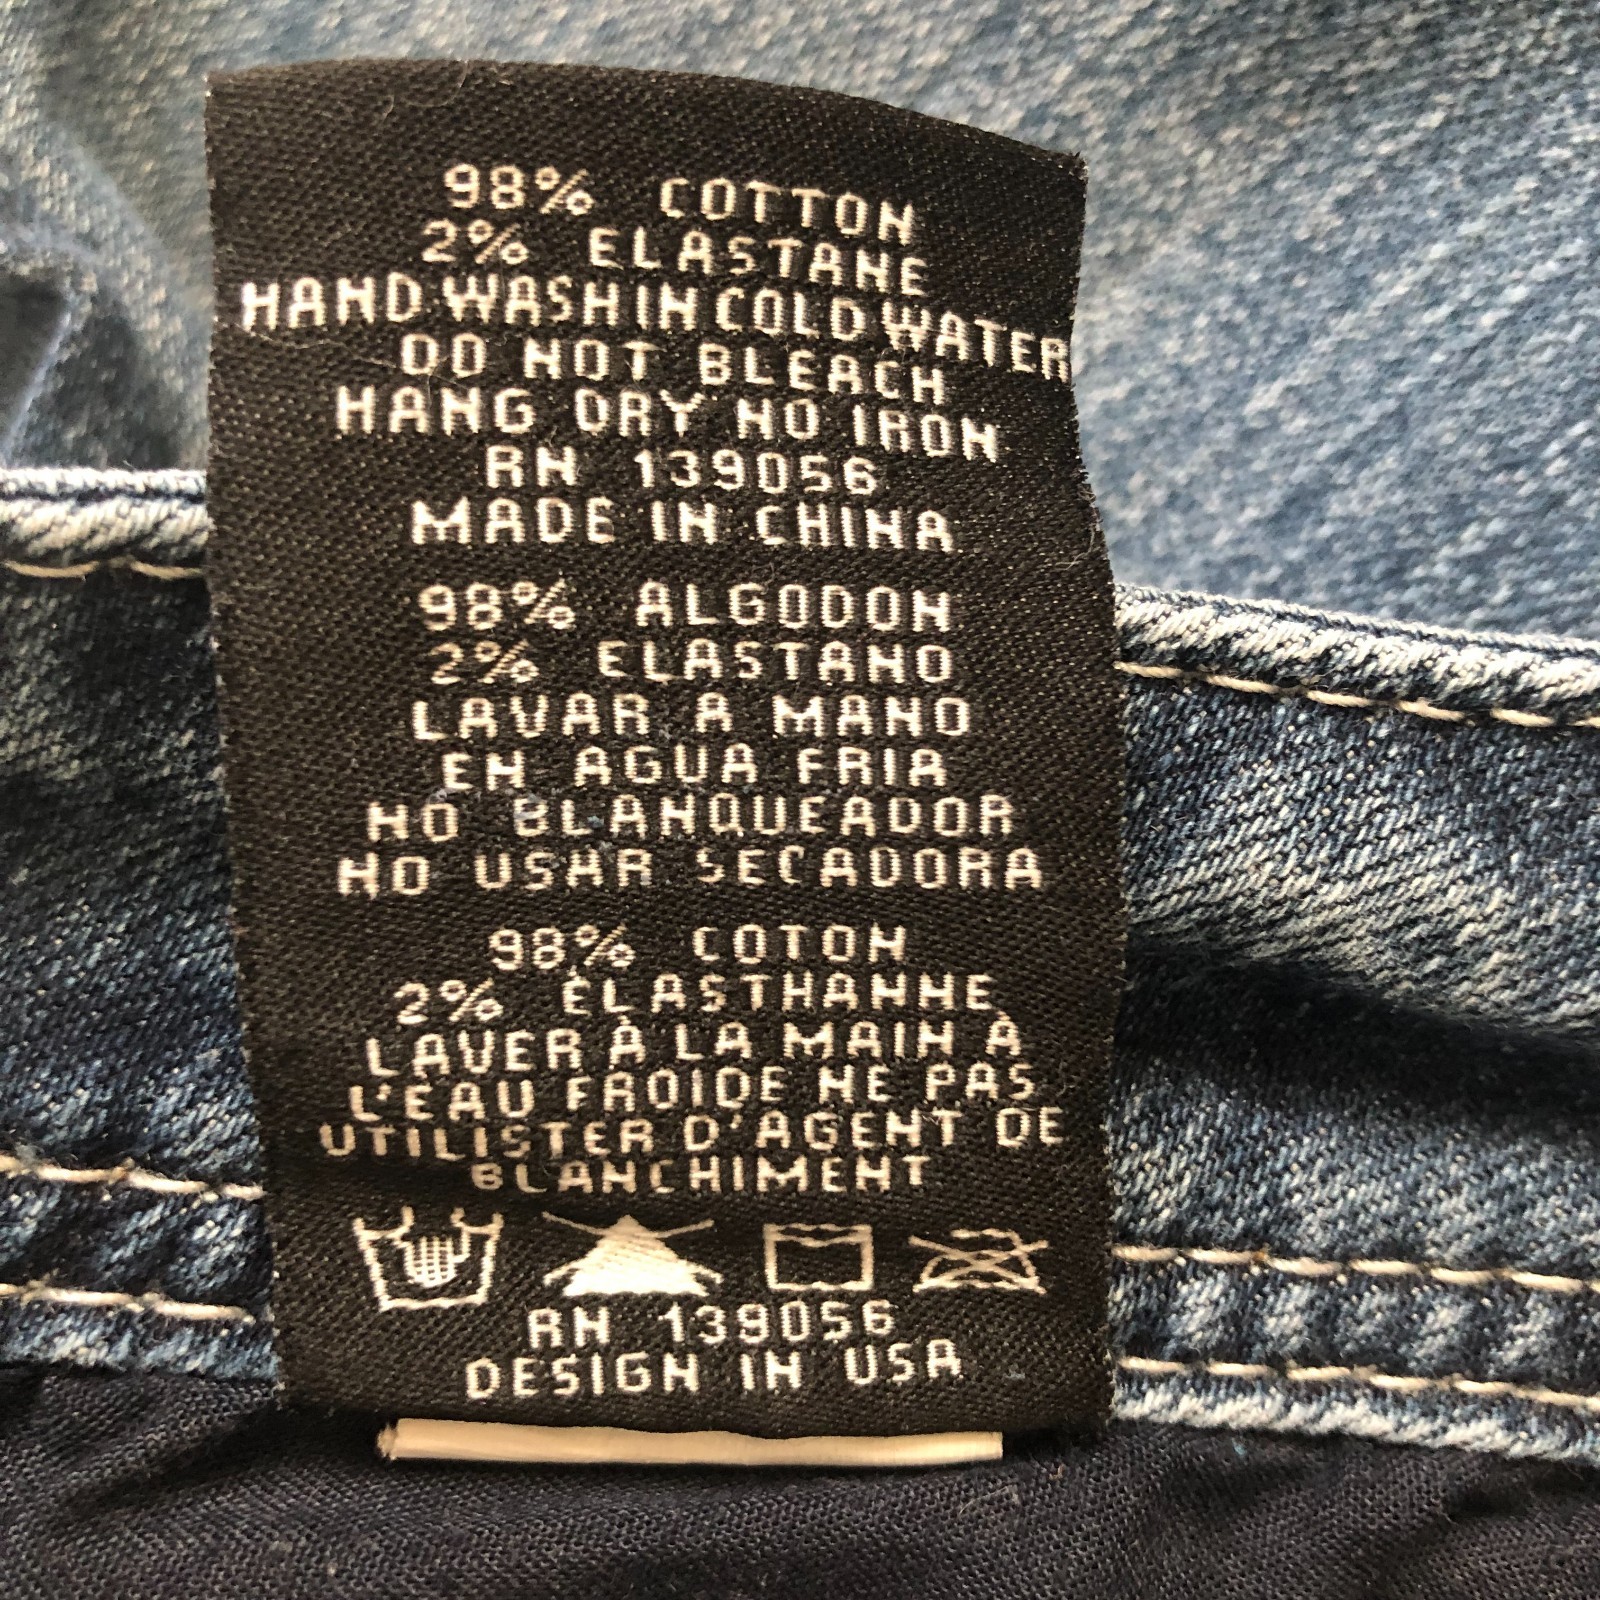 98% COTTON
2% ELASTANE
HAND WASH IN COLD WATER
DO NOT BLEACH
HANG DRY NO IRON
RN 139056
MADE IN CHINA
98% ALGODON
2% ELASTANO
LAVAR A MANO
EN AGUA FRIA
NO BLANQUEADOR
NO USAR SECADORA
98% COTON
2% ÉLASTHANNE
LAVER À LA MAIN À
L'EAU FROIDE NE PAS
UTILISTER D'AGENT DE
BLANCHIMENT
RN 139056
DESIGN IN USA